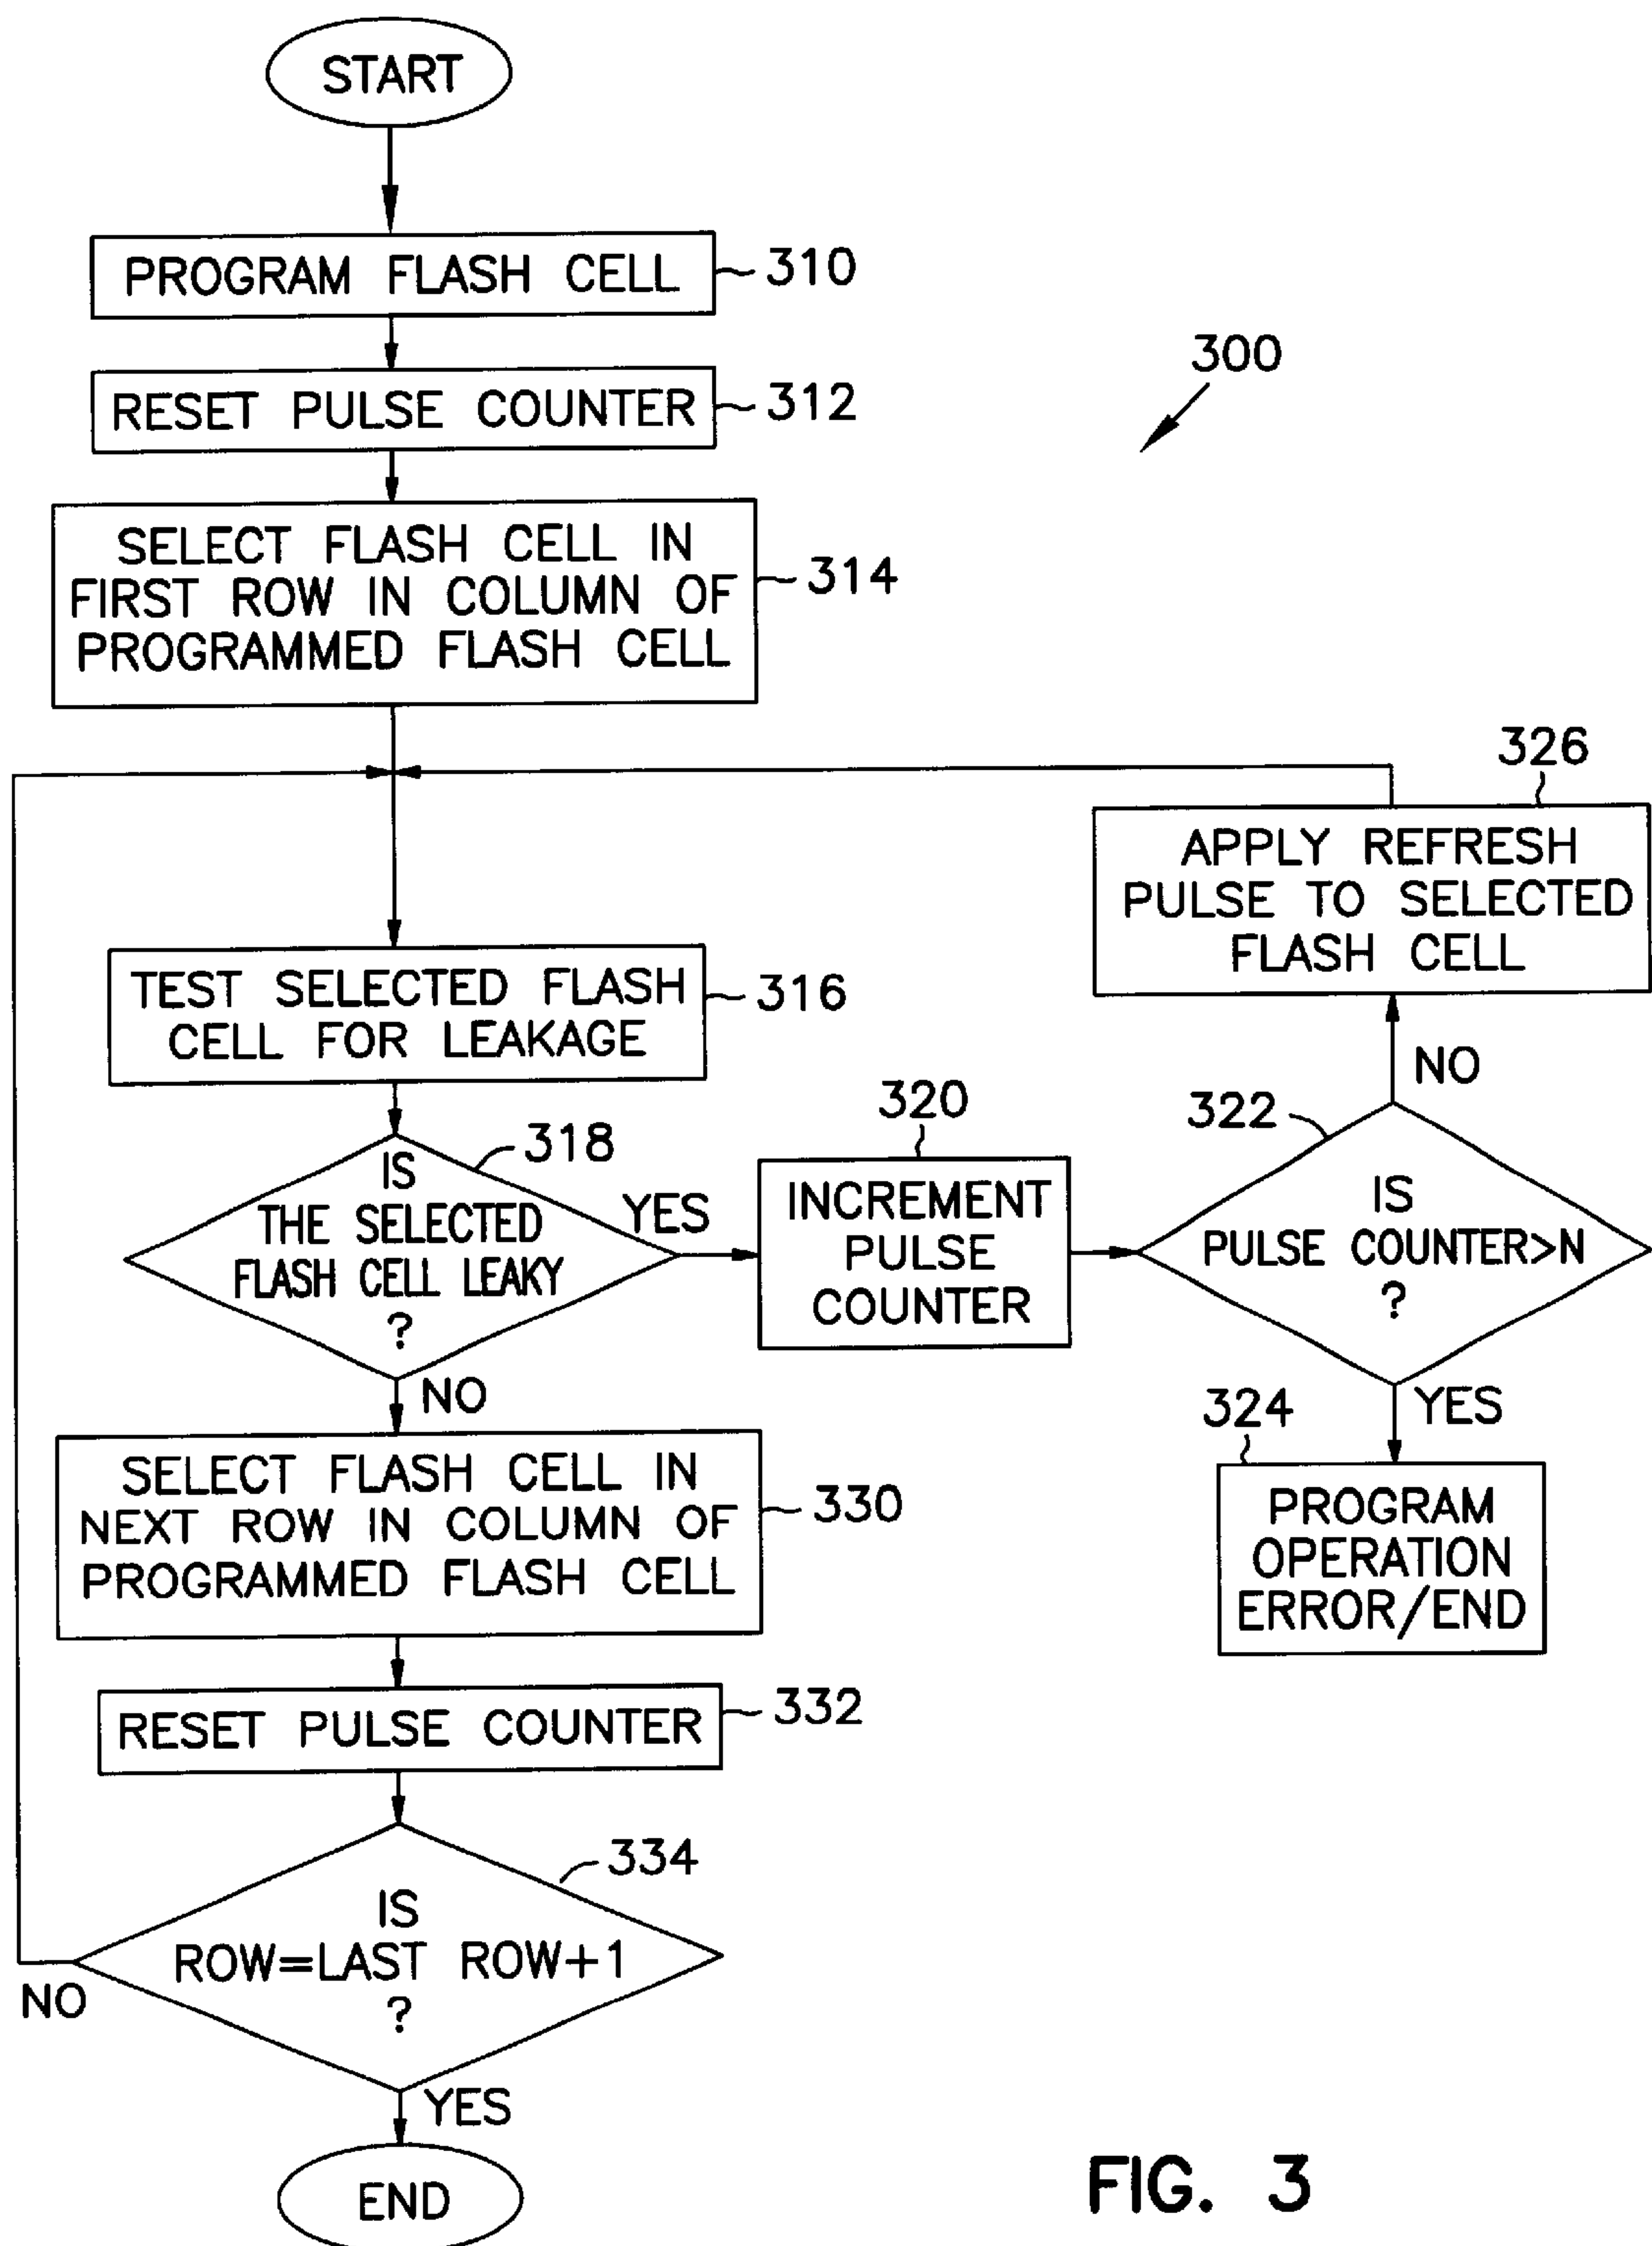 START
PROGRAM FLASH CELL
310
RESET PULSE COUNTER
312
300
SELECT FLASH CELL IN
FIRST ROW IN COLUMN OF
PROGRAMMED FLASH CELL
314
326
APPLY REFRESH
PULSE TO SELECTED
FLASH CELL
TEST SELECTED FLASH
CELL FOR LEAKAGE
316
NO
318
IS
THE SELECTED
FLASH CELL LEAKY
?
YES
320
INCREMENT
PULSE
COUNTER
322
IS
PULSE COUNTER>N
?
NO
YES
324
PROGRAM
OPERATION
ERROR/END
SELECT FLASH CELL IN
NEXT ROW IN COLUMN OF
PROGRAMMED FLASH CELL
330
RESET PULSE COUNTER
332
334
IS
ROW=LAST ROW+1
?
NO
YES
END
FIG. 3